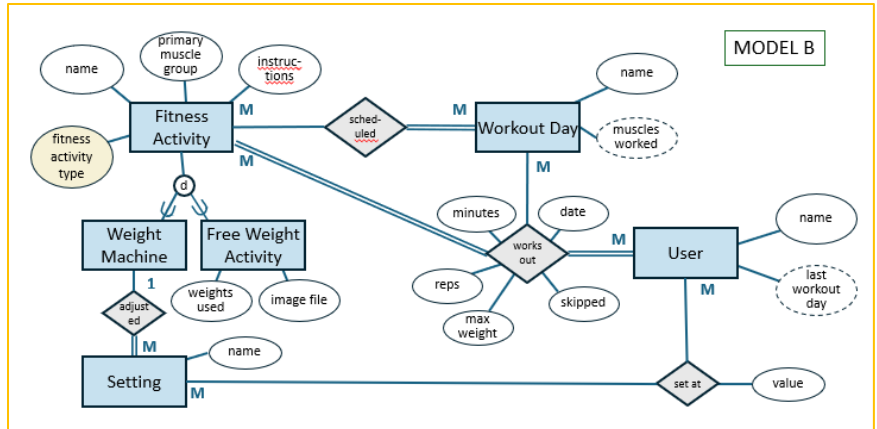 MODEL B
name
primary
muscle
group
instruc-
tions
Fitness
Activity
M
fitness
activity
type
M
sched-
uled
M
Workout Day
name
muscles
worked
M
d
Weight
Machine
Free Weight
Activity
weights
used
image file
1
adjust
ed
M
Setting
name
M
minutes
date
works
out
reps
max
weight
skipped
M
User
name
last
workout
day
M
set at
value